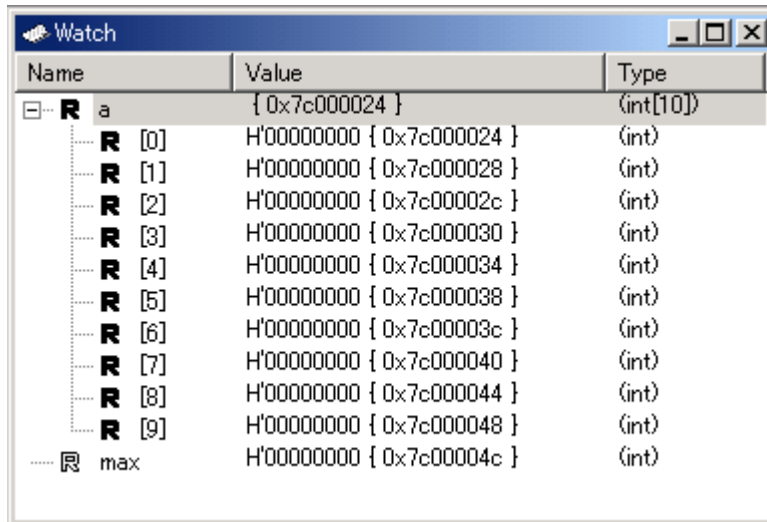 Watch
Name Value Type
R a { 0x7c000024 } (int[10])
R [0] H'00000000 { 0x7c000024 } (int)
R [1] H'00000000 { 0x7c000028 } (int)
R [2] H'00000000 { 0x7c00002c } (int)
R [3] H'00000000 { 0x7c000030 } (int)
R [4] H'00000000 { 0x7c000034 } (int)
R [5] H'00000000 { 0x7c000038 } (int)
R [6] H'00000000 { 0x7c00003c } (int)
R [7] H'00000000 { 0x7c000040 } (int)
R [8] H'00000000 { 0x7c000044 } (int)
R [9] H'00000000 { 0x7c000048 } (int)
R max H'00000000 { 0x7c00004c } (int)